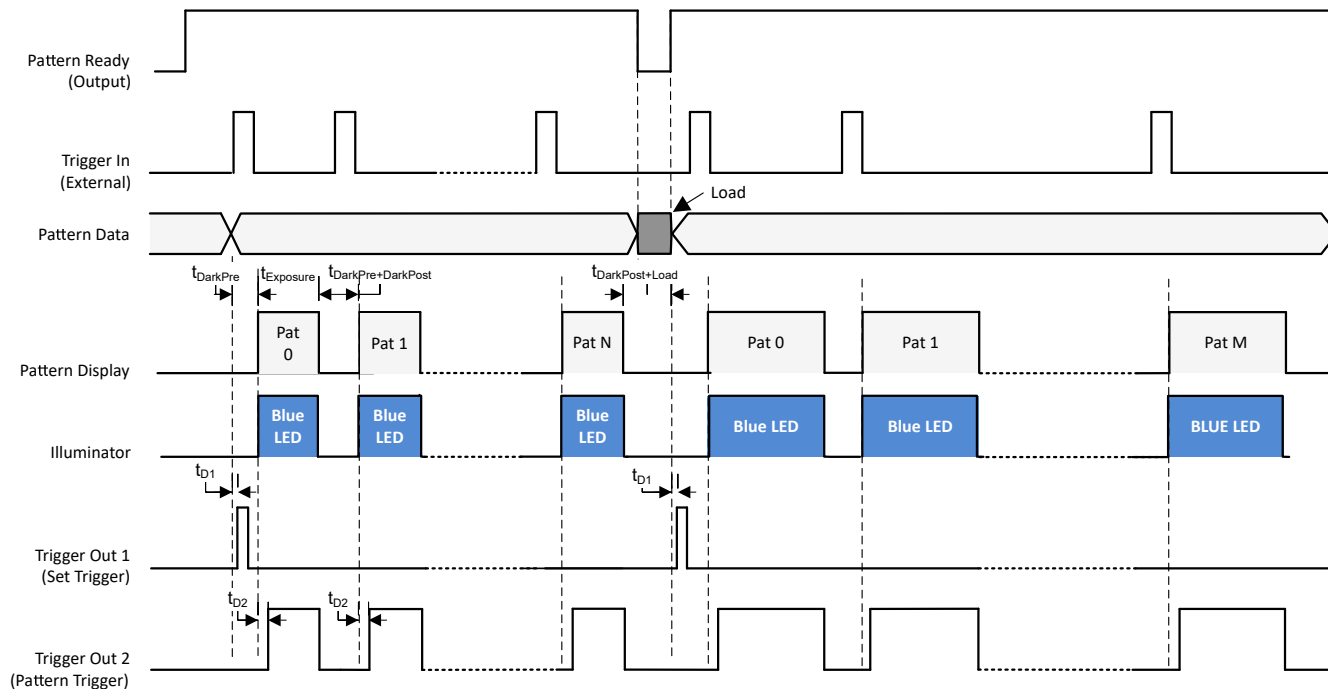 Pattern Ready
(Output)
Trigger In
(External)
Load
Pattern Data
tDarkPre
tExposure
tDarkPre+DarkPost
tDarkPost+Load
Pat
0
Pat 1
Pat N
Pat 0
Pat 1
Pat M
Pattern Display
Blue
LED
Blue
LED
Blue
LED
Blue LED
Blue LED
BLUE LED
Illuminator
tD1
tD1
Trigger Out 1
(Set Trigger)
tD2
tD2
Trigger Out 2
(Pattern Trigger)